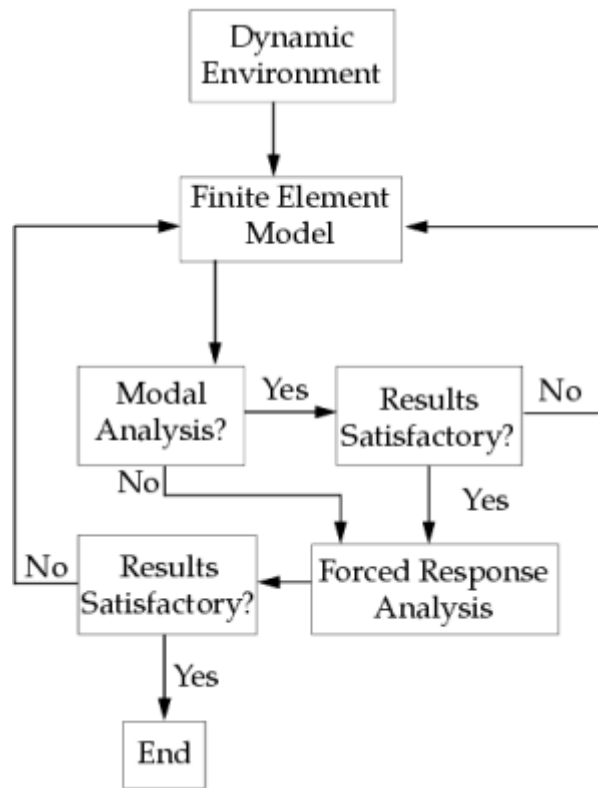 Dynamic
Environment
Finite Element
Model
Modal
Analysis?
Yes
Results
Satisfactory?
No
No
Yes
Forced Response
Analysis
No
Results
Satisfactory?
Yes
End